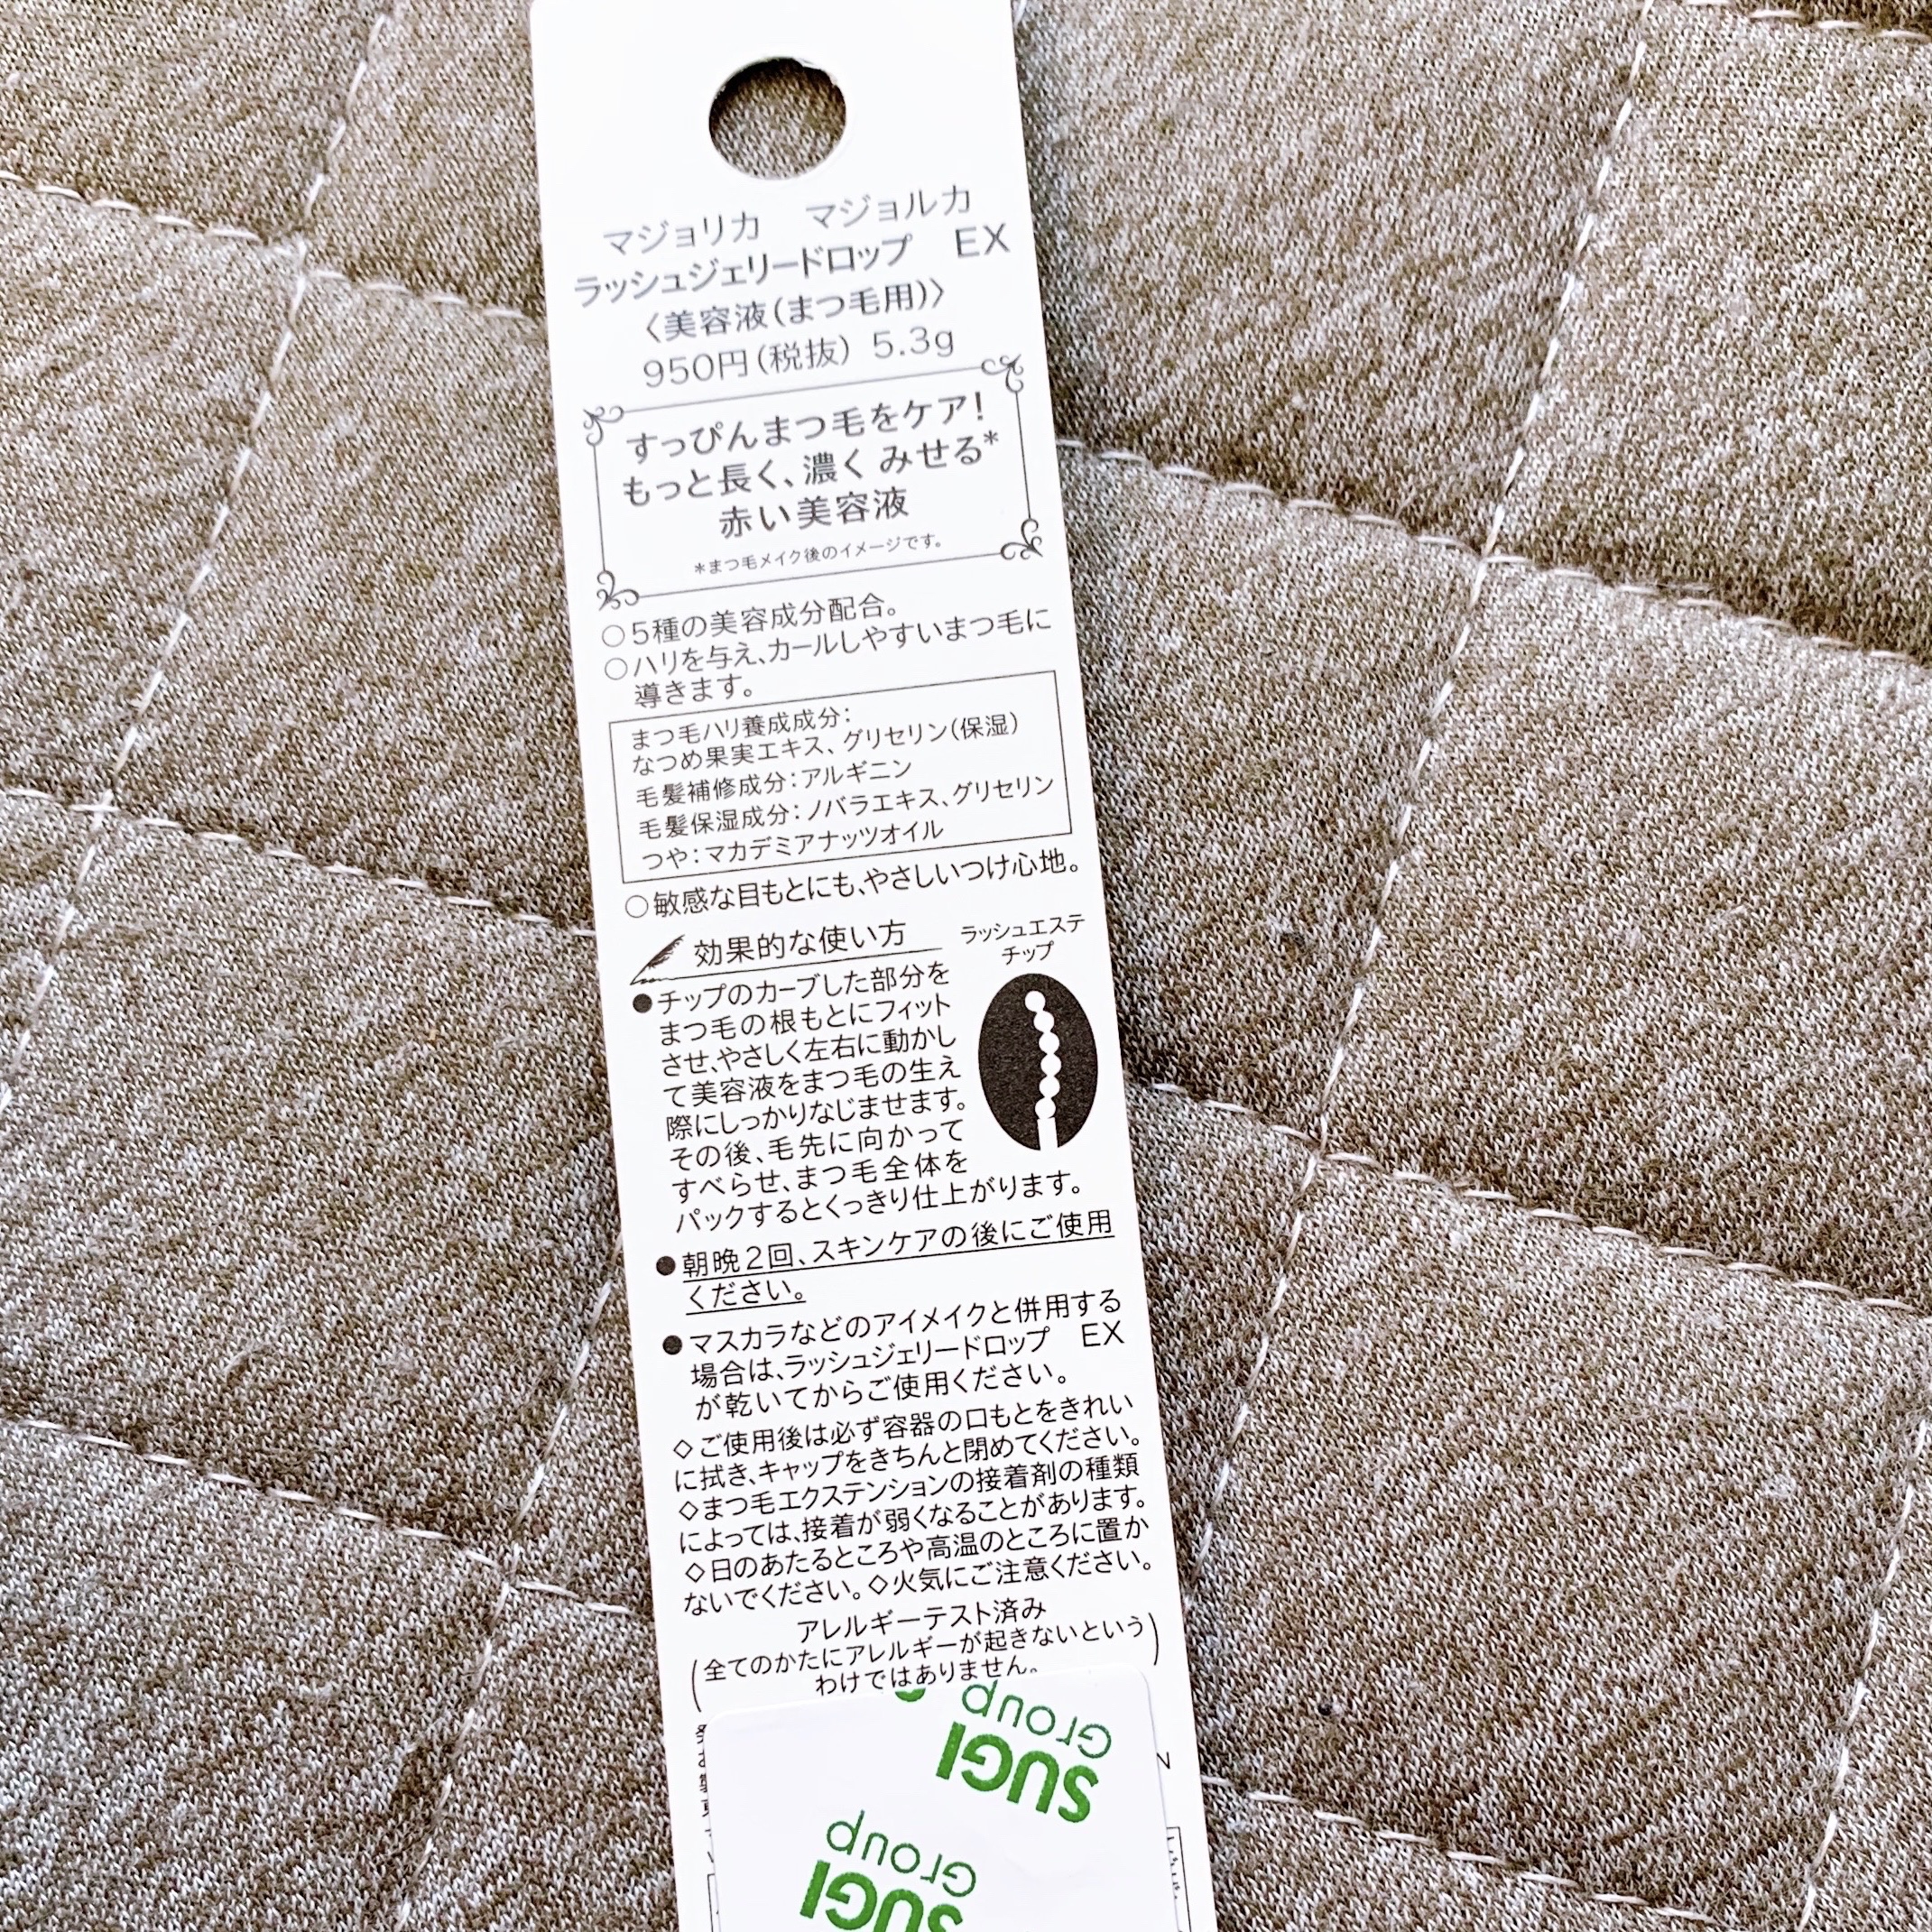 マジョリカ　マジョルカ
ラッシュジェリードロップ　EX
〈美容液(まつ毛用)〉
950円(税抜) 5.3g
すっぴんまつ毛をケア!
もっと長く、濃く みせる*
赤い美容液
*まつ毛メイク後のイメージです。
○5種の美容成分配合。
○ハリを与え、カールしやすいまつ毛に
導きます。
まつ毛ハリ養成成分：
なつめ果実エキス、グリセリン(保湿)
毛髪補修成分：アルギニン
毛髪保湿成分：ノバラエキス、グリセリン
つや：マカデミアナッツオイル
○敏感な目もとにも、やさしいつけ心地。
効果的な使い方
ラッシュエステ
チップ
●チップのカーブした部分を
まつ毛の根もとにフィット
させ、やさしく左右に動かし
て美容液をまつ毛の生え
際にしっかりなじませます。
その後、毛先に向かって
すべらせ、まつ毛全体を
パックするとくっきり仕上がります。
●朝晩2回、スキンケアの後にご使用
ください。
●マスカラなどのアイメイクと併用する
場合は、ラッシュジェリードロップ　EX
が乾いてからご使用ください。
◇ご使用後は必ず容器の口もとをきれい
に拭き、キャップをきちんと閉めてください。
◇まつ毛エクステンションの接着剤の種類
によっては、接着が弱くなることがあります。
◇日のあたるところや高温のところに置か
ないでください。◇火気にご注意ください。
アレルギーテスト済み
(全てのかたにアレルギーが起きないという
わけではありません。)
Group
SUGI
Group
SUGI